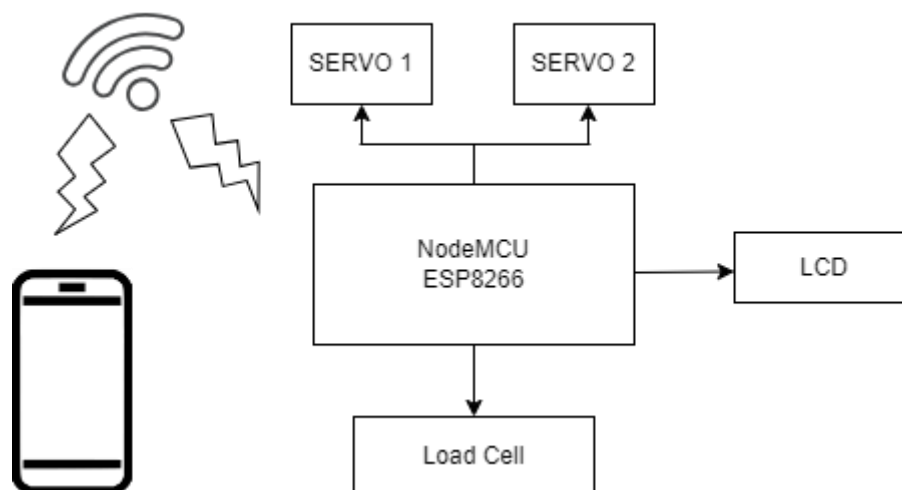 SERVO 1
SERVO 2
NodeMCU
ESP8266
LCD
Load Cell